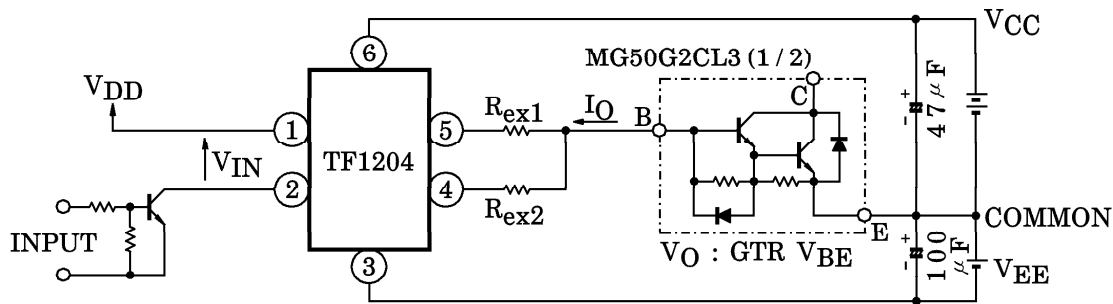 6
V_CC
MG50G2CL3 (1/2)
V_DD
R_ex1
I_O
B
C
+
47μF
-
1
5
TF1204
V_IN
2
4
R_ex2
INPUT
E
COMMON
V_O : GTR V_BE
+
100μF
-
V_EE
3